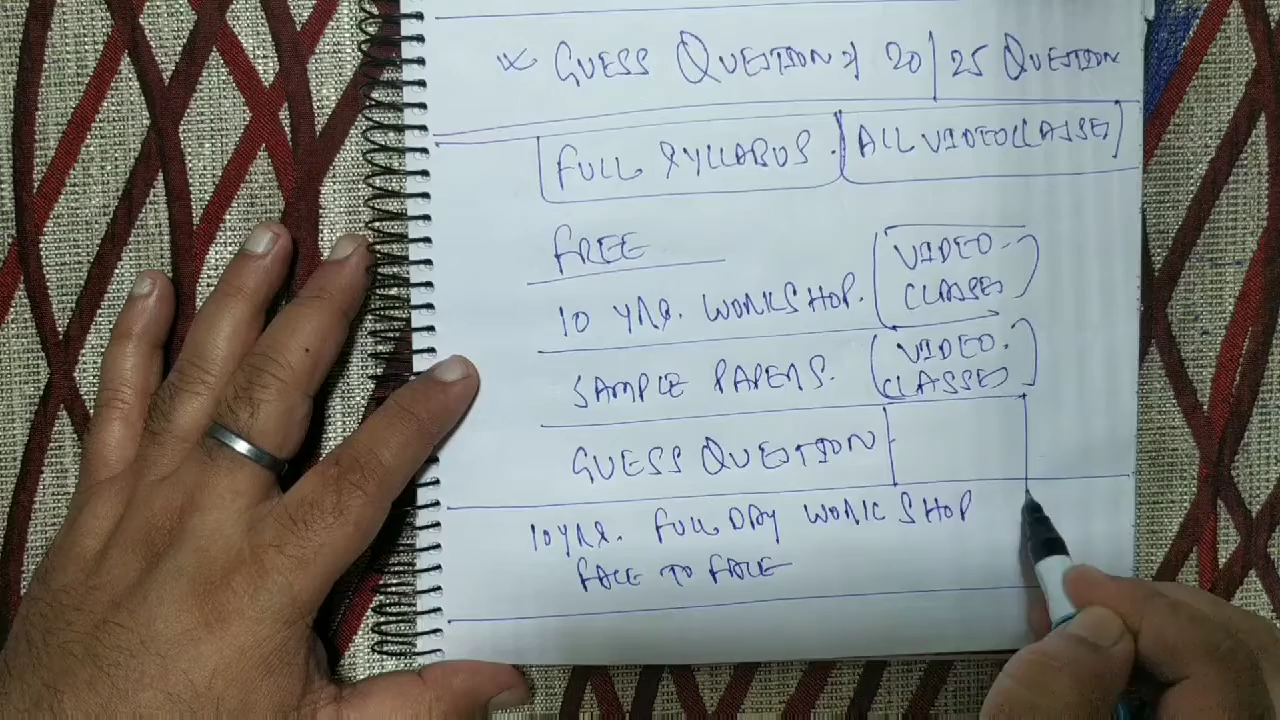 * GUESS QUESTION 20 | 25 QUESTION
FULL SYLLABUS. ALL VIDEO CLASSES
FREE
10 YRS. WORKSHOP. VIDEO
CLASSES
SAMPLE PAPERS. VIDEO.
CLASSES
GUESS QUESTION
10 YRS. FULL DAY WORKSHOP
FACE TO FACE